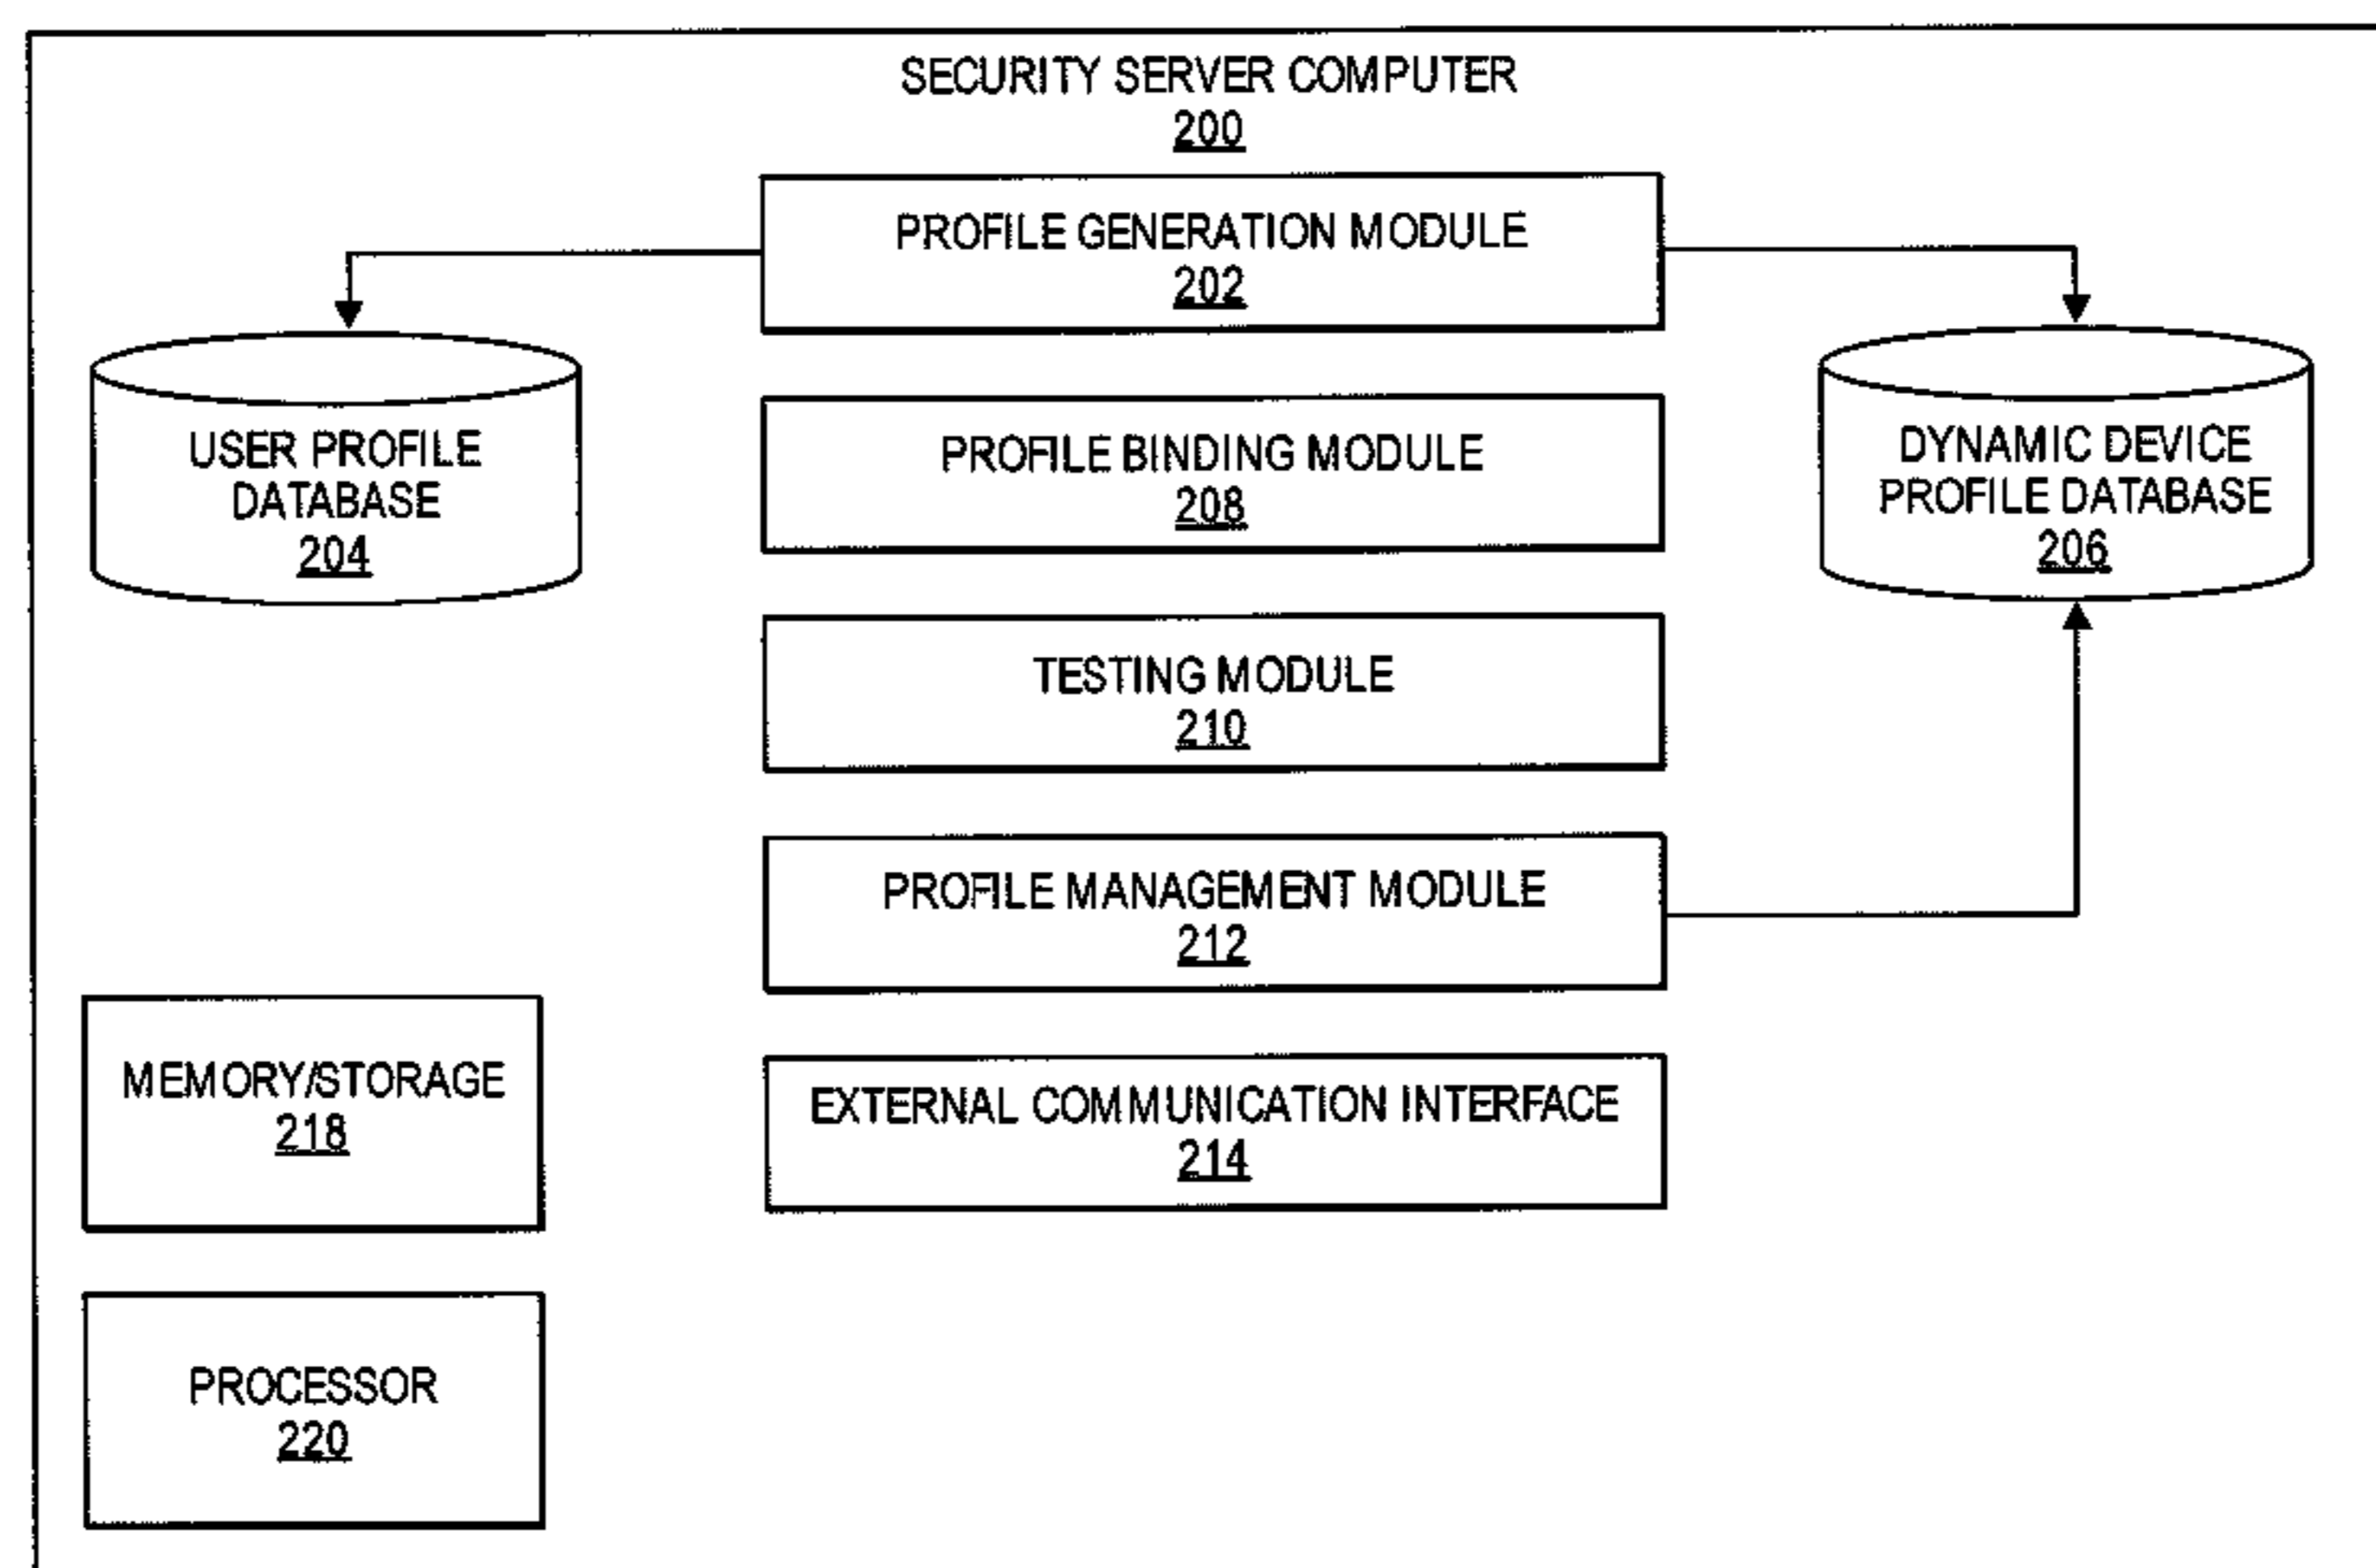 SECURITY SERVER COMPUTER
200
PROFILE GENERATION MODULE
202
USER PROFILE
DATABASE
204
PROFILE BINDING MODULE
208
DYNAMIC DEVICE
PROFILE DATABASE
206
TESTING MODULE
210
PROFILE MANAGEMENT MODULE
212
MEMORY/STORAGE
218
EXTERNAL COMMUNICATION INTERFACE
214
PROCESSOR
220